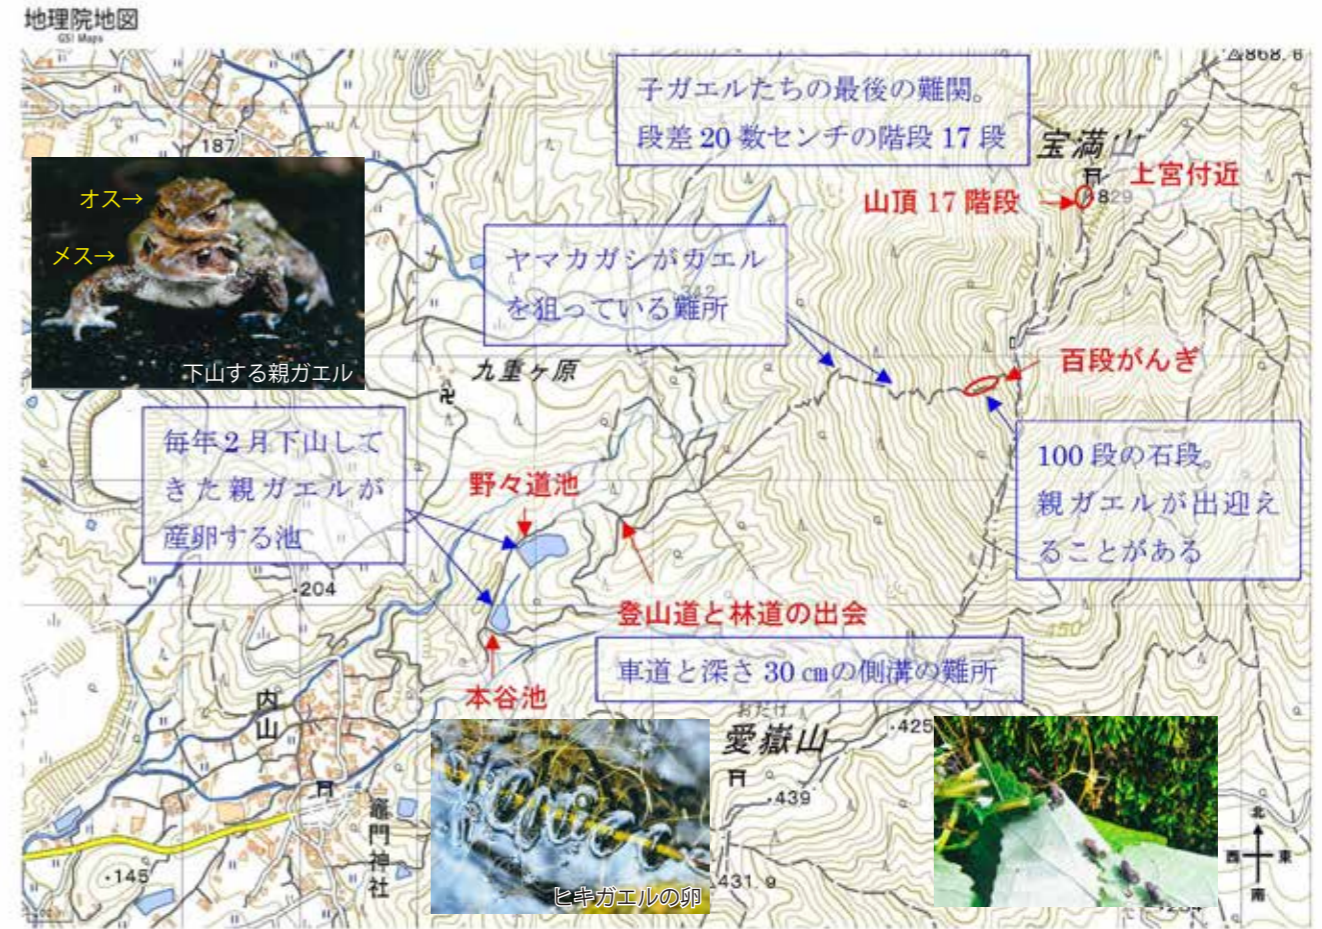 地理院地図
GSI Maps
868.6
子ガエルたちの最後の難関。
段差20数センチの階段17段
宝満山
上宮付近
山頂17階段
829
187
オス→
メス→
下山する親ガエル
ヤマカガシがカエル
を狙っている難所
342
九重ヶ原
百段がんぎ
毎年2月下山して
きた親ガエルが
産卵する池
野々道池
100段の石段。
親ガエルが出迎え
ることがある
204
登山道と林道の出会
450
車道と深さ30㎝の側溝の難所
本谷池
内山
おだけ
愛嶽山
425
439
竈門神社
ヒキガエルの卵
431.9
145
北
西
東
南